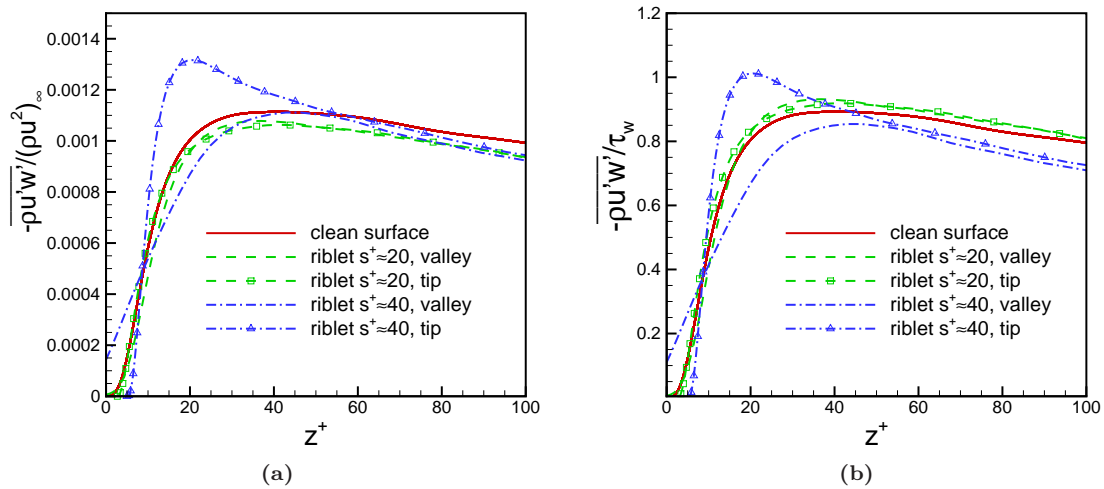 -ρu'w'/(ρu²)∞
0.0014
0.0012
0.001
0.0008
0.0006
0.0004
0.0002
0
clean surface
riblet s⁺≈20, valley
riblet s⁺≈20, tip
riblet s⁺≈40, valley
riblet s⁺≈40, tip
0 20 40 60 80 100
z⁺
(a)
-ρu'w'/τw
1.2
1
0.8
0.6
0.4
0.2
0
clean surface
riblet s⁺≈20, valley
riblet s⁺≈20, tip
riblet s⁺≈40, valley
riblet s⁺≈40, tip
0 20 40 60 80 100
z⁺
(b)